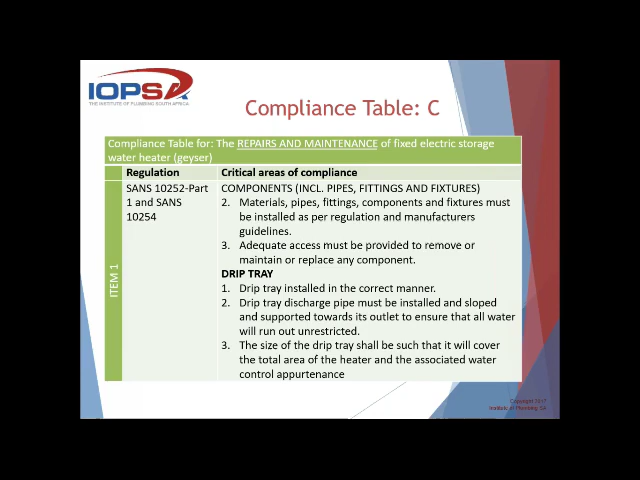 IOPSA
THE INSTITUTE OF PLUMBING SOUTH AFRICA
Compliance Table: C
Compliance Table for: The REPAIRS AND MAINTENANCE of fixed electric storage
water heater (geyser)
Regulation
Critical areas of compliance
ITEM 1
SANS 10252-Part
1 and SANS
10254
COMPONENTS (INCL. PIPES, FITTINGS AND FIXTURES)
2. Materials, pipes, fittings, components and fixtures must
be installed as per regulation and manufacturers
guidelines.
3. Adequate access must be provided to remove or
maintain or replace any component.
DRIP TRAY
1. Drip tray installed in the correct manner.
2. Drip tray discharge pipe must be installed and sloped
and supported towards its outlet to ensure that all water
will run out unrestricted.
3. The size of the drip tray shall be such that it will cover
the total area of the heater and the associated water
control appurtenance
Copyright 2017
Institute of Plumbing SA